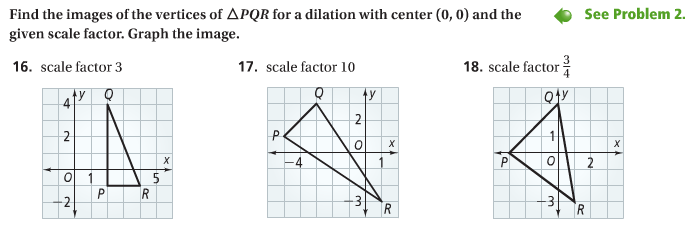 Find the images of the vertices of △PQR for a dilation with center (0, 0) and the
See Problem 2.
given scale factor. Graph the image.
16. scale factor 3
17. scale factor 10
18. scale factor 3/4
4 y Q
2
x
O 1 5
P R
−2
Q y
2
P O x
−4 1
−3
R
Q y
1
x
P O 2
−3
R